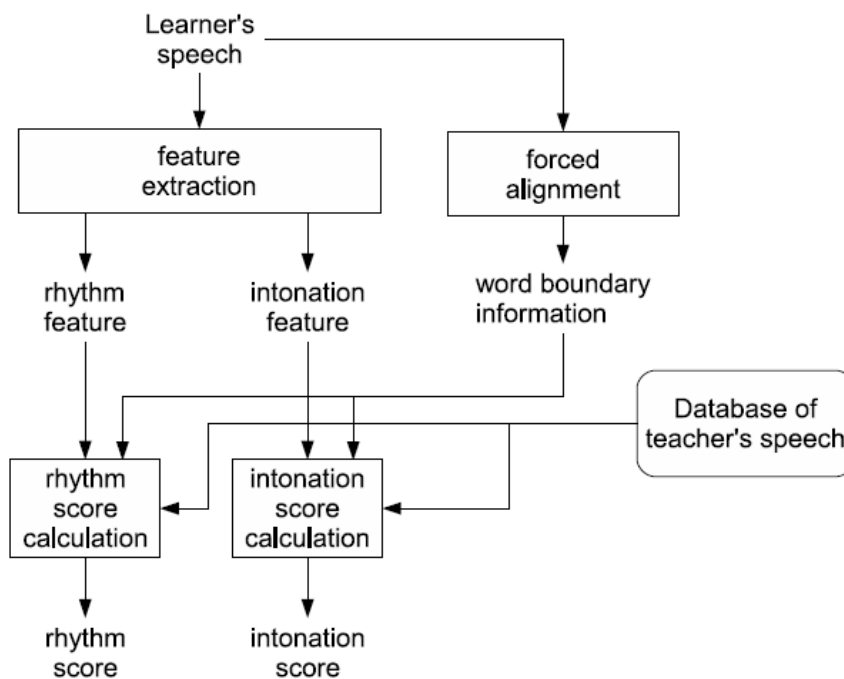 Learner's
speech
feature
extraction
forced
alignment
rhythm
feature
intonation
feature
word boundary
information
Database of
teacher's speech
rhythm
score
calculation
intonation
score
calculation
rhythm
score
intonation
score